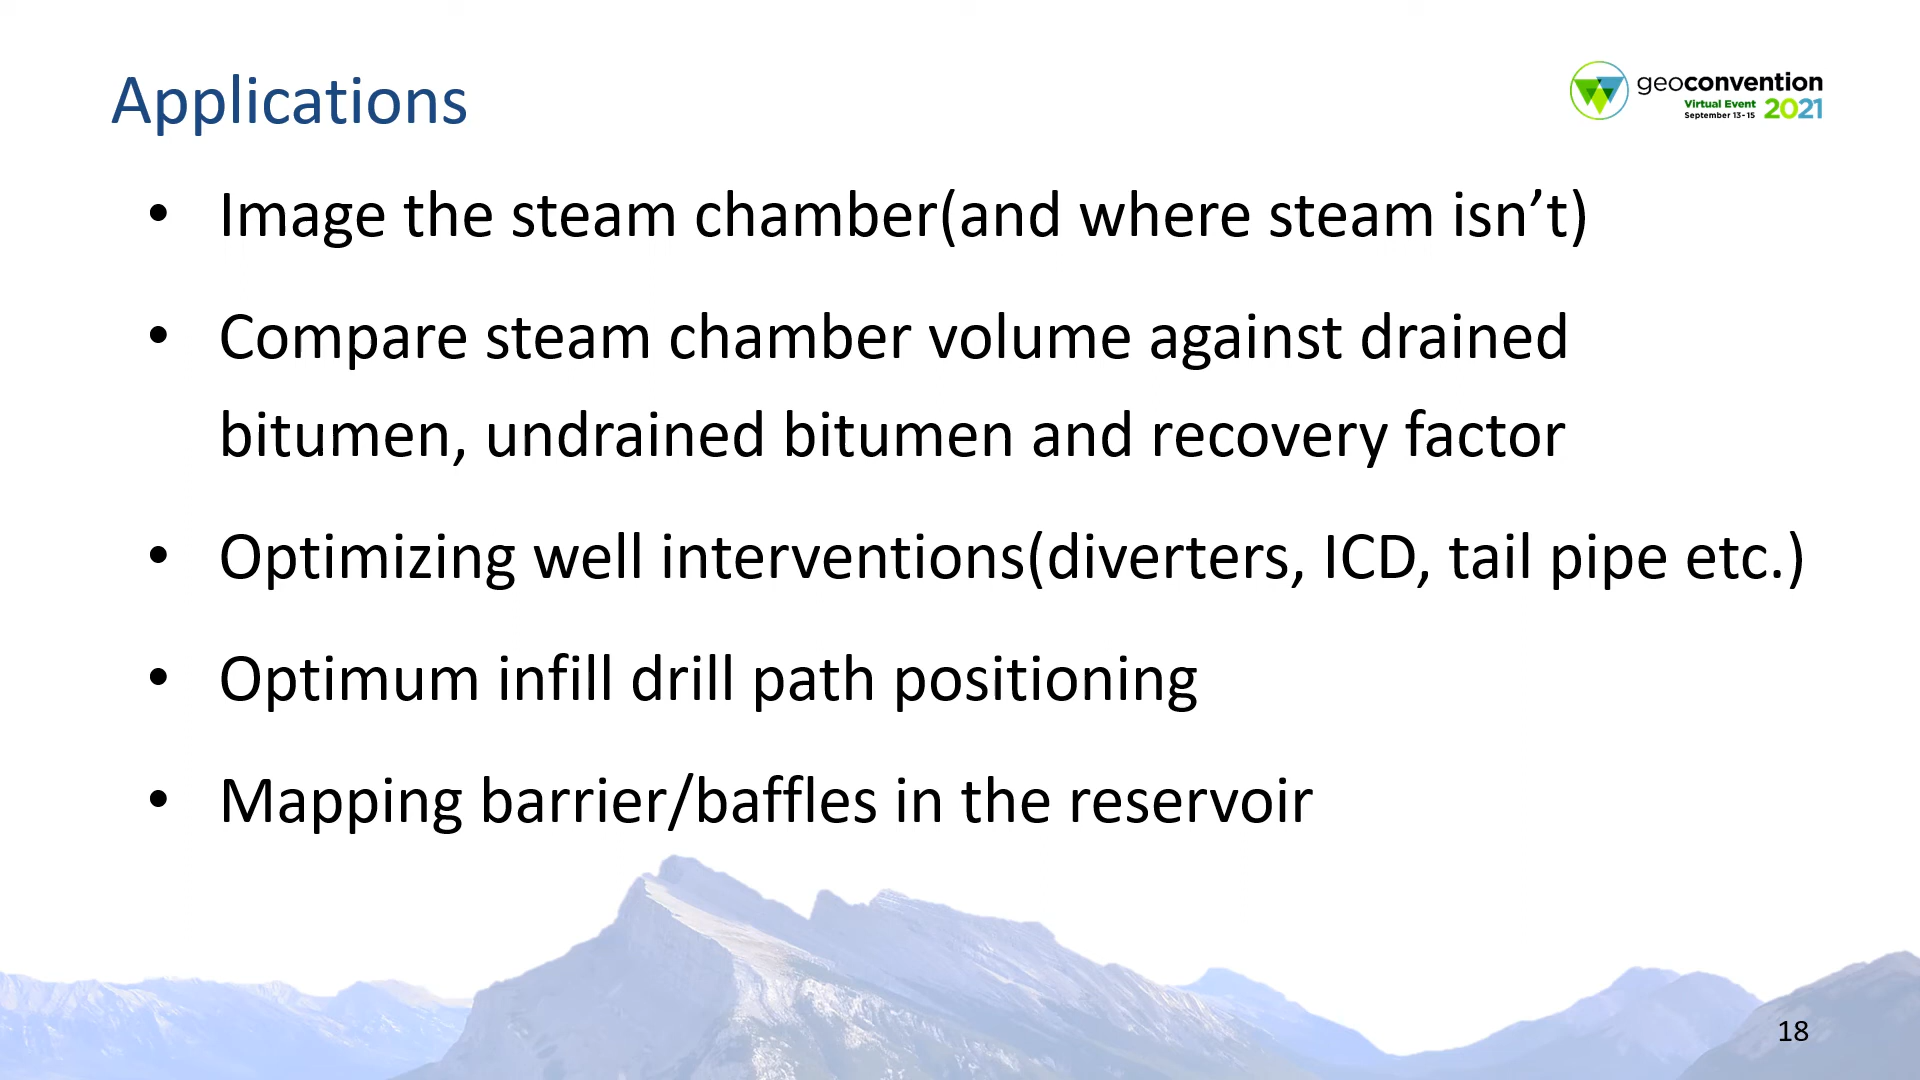 Applications
geoconvention
Virtual Event 2021
September 13-15
• Image the steam chamber(and where steam isn’t)
• Compare steam chamber volume against drained
bitumen, undrained bitumen and recovery factor
• Optimizing well interventions(diverters, ICD, tail pipe etc.)
• Optimum infill drill path positioning
• Mapping barrier/baffles in the reservoir
18